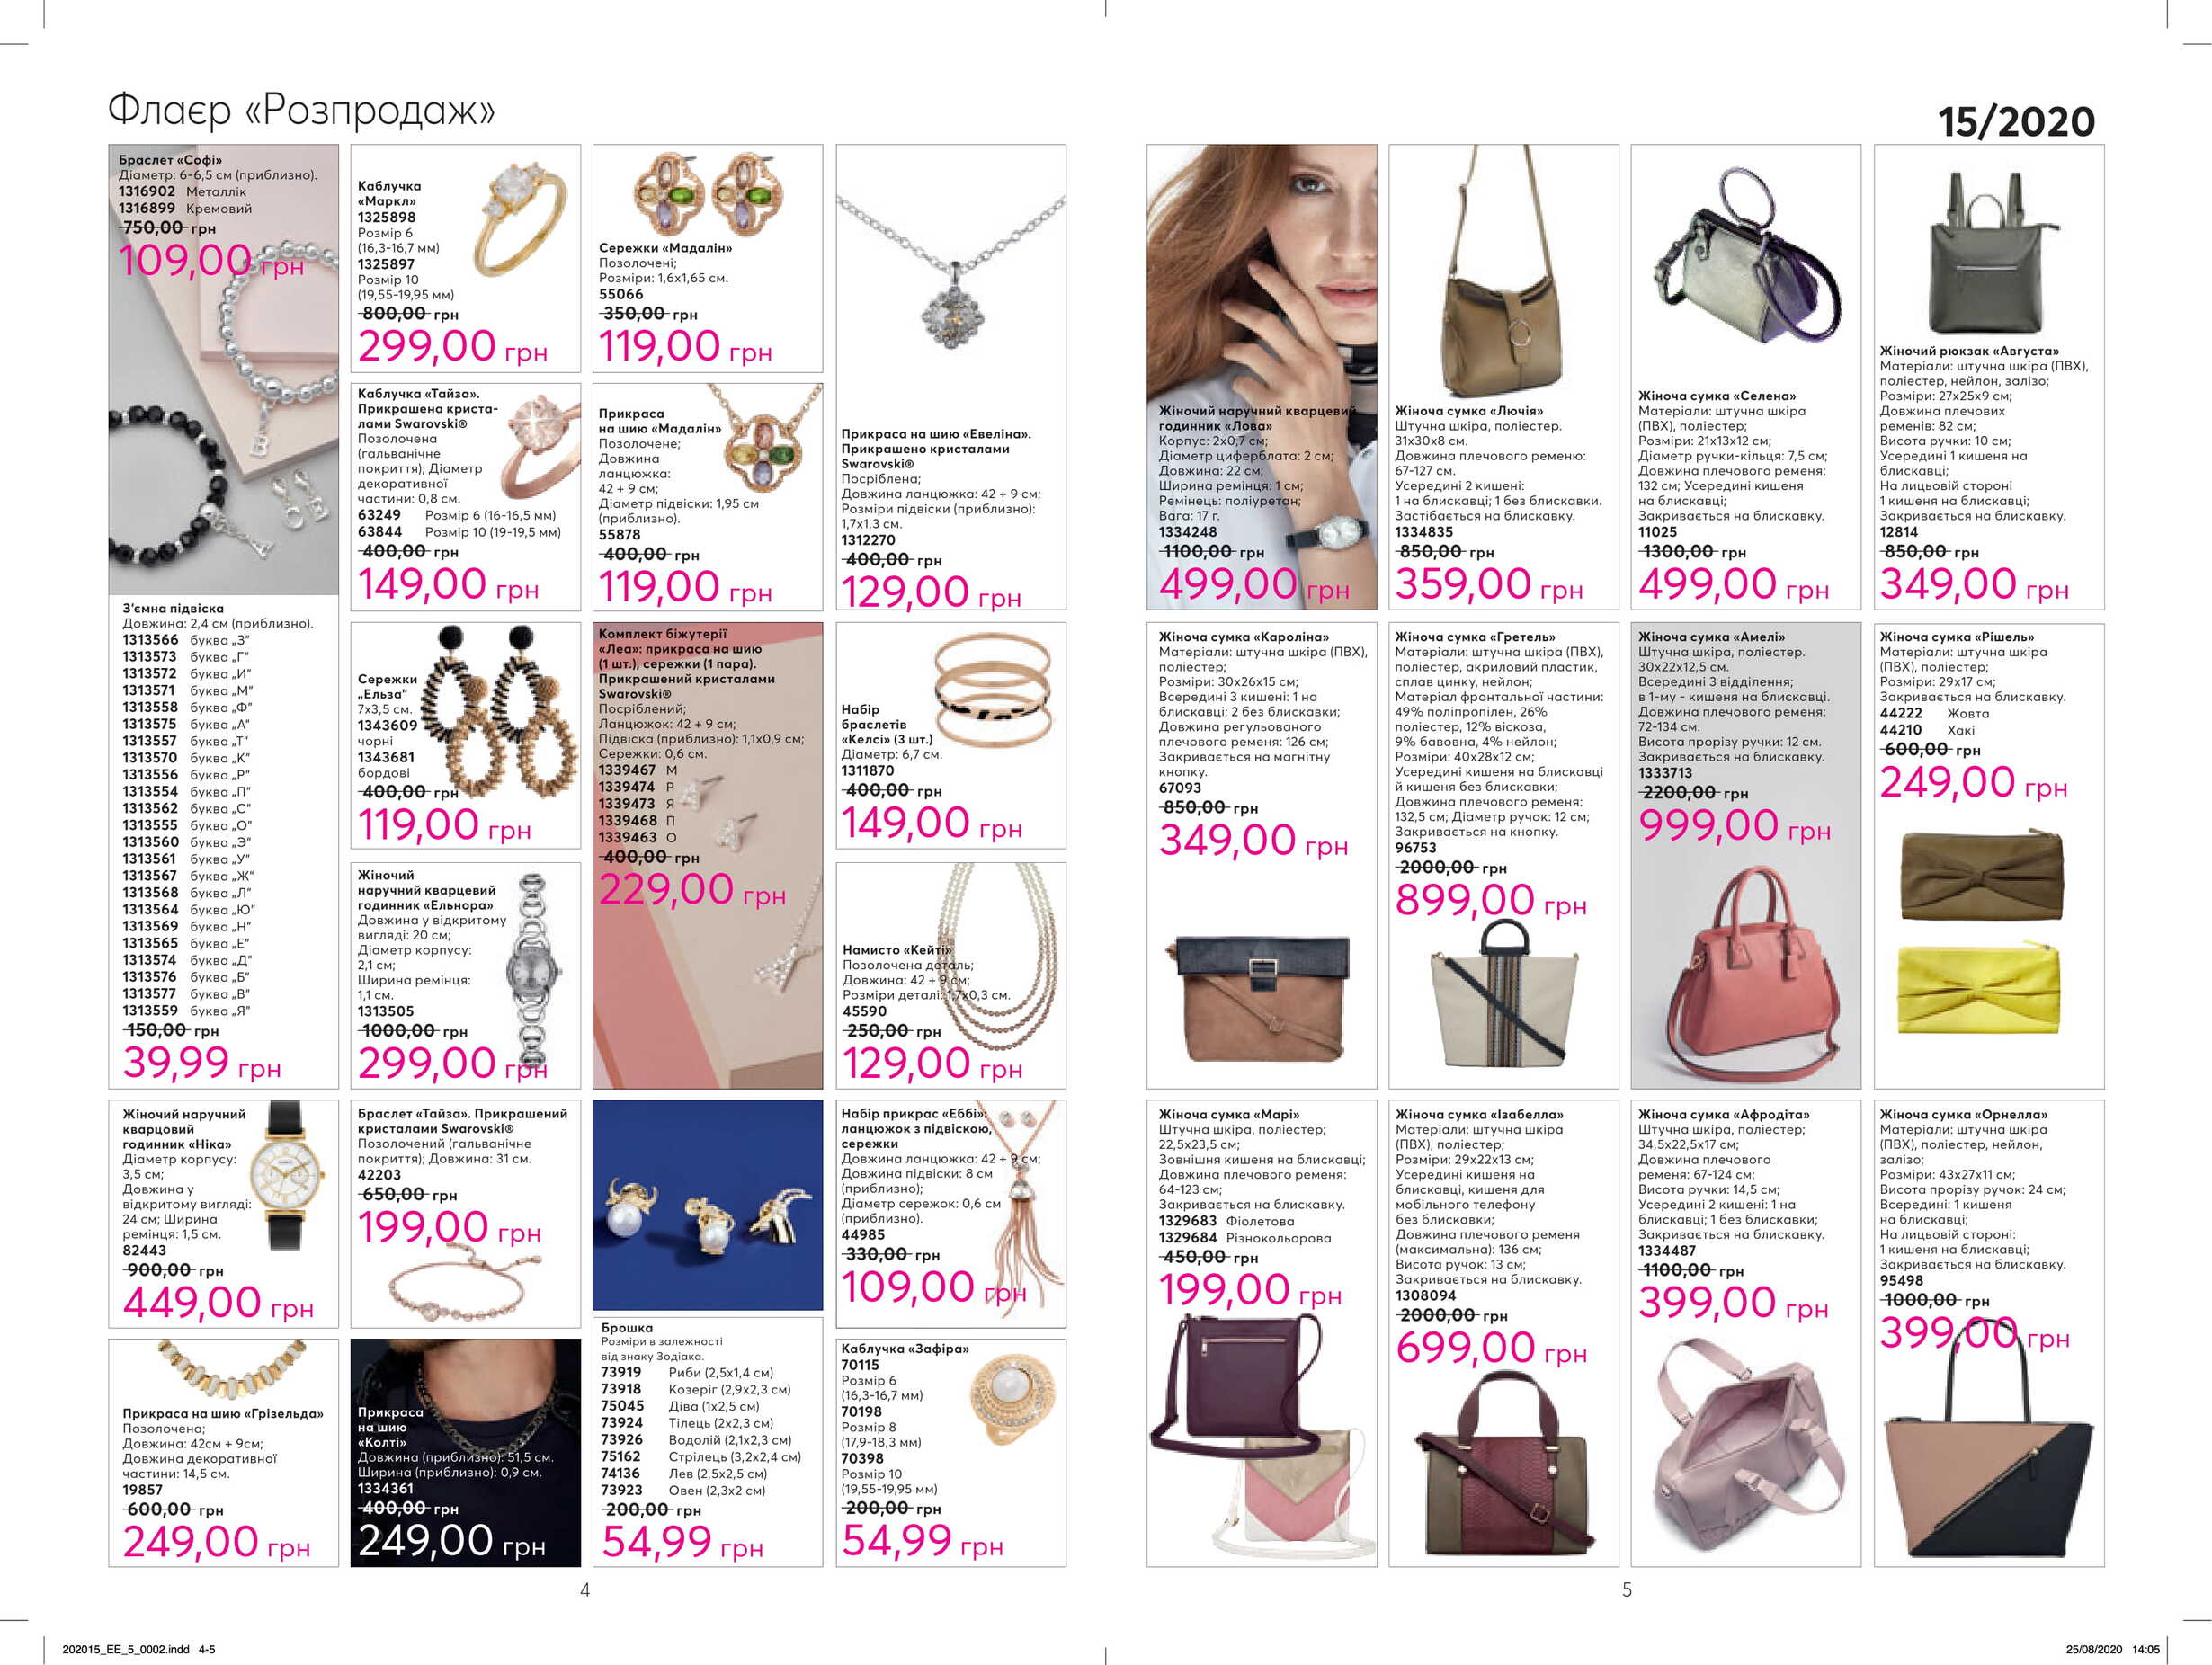 Флаєр «Розпродаж»
15/2020
Браслет «Софі»
Діаметр: 6-6,5 см (приблизно).
1316902 Металлік
1316899 Кремовий
750,00 грн
109,00 грн
З'ємна підвіска
Довжина: 2,4 см (приблизно).
1313566 буква „З"
1313573 буква „Г"
1313572 буква „И"
1313571 буква „М"
1313558 буква „Ф"
1313575 буква „А"
1313557 буква „Т"
1313570 буква „К"
1313556 буква „Р"
1313554 буква „П"
1313562 буква „С"
1313555 буква „О"
1313560 буква „Э"
1313561 буква „У"
1313567 буква „Ж"
1313568 буква „Л"
1313564 буква „Ю"
1313569 буква „Н"
1313565 буква „Е"
1313574 буква „Д"
1313576 буква „Б"
1313577 буква „В"
1313559 буква „Я"
150,00 грн
39,99 грн
Каблучка
«Маркл»
1325898
Розмір 6
(16,3-16,7 мм)
1325897
Розмір 10
(19,55-19,95 мм)
800,00 грн
299,00 грн
Сережки «Мадалін»
Позолочені;
Розміри: 1,6х1,65 см.
55066
350,00 грн
119,00 грн
Каблучка «Тайза».
Прикрашена криста-
лами Swarovski®
Позолочена
(гальванічне
покриття); Діаметр
декоративної
частини: 0,8 см.
63249 Розмір 6 (16-16,5 мм)
63844 Розмір 10 (19-19,5 мм)
400,00 грн
149,00 грн
Прикраса
на шию «Мадалін»
Позолочене;
Довжина
ланцюжка:
42 + 9 см;
Діаметр підвіски: 1,95 см
(приблизно).
55878
400,00 грн
119,00 грн
Прикраса на шию «Евеліна».
Прикрашено кристалами
Swarovski®
Посріблена;
Довжина ланцюжка: 42 + 9 см;
Розміри підвіски (приблизно):
1,7х1,3 см.
1312270
400,00 грн
129,00 грн
Сережки
„Ельза"
7х3,5 см.
1343609
чорні
1343681
бордові
400,00 грн
119,00 грн
Комплект біжутерії
«Леа»: прикраса на шию
(1 шт.), сережки (1 пара).
Прикрашений кристалами
Swarovski®
Посріблений;
Ланцюжок: 42 + 9 см;
Підвіска (приблизно): 1,1х0,9 см;
Сережки: 0,6 см.
1339467 М
1339474 Р
1339473 Я
1339468 П
1339463 О
400,00 грн
229,00 грн
Набір
браслетів
«Келсі» (3 шт.)
Діаметр: 6,7 см.
1311870
400,00 грн
149,00 грн
Жіночий
наручний кварцевий
годинник «Ельнора»
Довжина у відкритому
вигляді: 20 см;
Діаметр корпусу:
2,1 см;
Ширина ремінця:
1,1 см.
1313505
1000,00 грн
299,00 грн
Намисто «Кейті»
Позолочена деталь;
Довжина: 42 + 9 см;
Розміри деталі: 1,7х0,3 см.
45590
250,00 грн
129,00 грн
Жіночий наручний
кварцовий
годинник «Ніка»
Діаметр корпусу:
3,5 см;
Довжина у
відкритому вигляді:
24 см; Ширина
ремінця: 1,5 см.
82443
900,00 грн
449,00 грн
Браслет «Тайза». Прикрашений
кристалами Swarovski®
Позолочений (гальванічне
покриття); Довжина: 31 см.
42203
650,00 грн
199,00 грн
Набір прикрас «Еббі»:
ланцюжок з підвіскою,
сережки
Довжина ланцюжка: 42 + 9 см;
Довжина підвіски: 8 см
(приблизно);
Діаметр сережок: 0,6 см
(приблизно).
44985
330,00 грн
109,00 грн
Прикраса на шию «Грізельда»
Позолочена;
Довжина: 42см + 9см;
Довжина декоративної
частини: 14,5 см.
19857
600,00 грн
249,00 грн
Прикраса
на шию
«Колті»
Довжина (приблизно): 51,5 см.
Ширина (приблизно): 0,9 см.
1334361
400,00 грн
249,00 грн
Брошка
Розміри в залежності
від знаку Зодіака.
73919 Риби (2,5х1,4 см)
73918 Козеріг (2,9х2,3 см)
75045 Діва (1х2,5 см)
73924 Тілець (2х2,3 см)
73926 Водолій (2,1х2,3 см)
75162 Стрілець (3,2х2,4 см)
74136 Лев (2,5х2,5 см)
73923 Овен (2,3х2 см)
200,00 грн
54,99 грн
Каблучка «Зафіра»
70115
Розмір 6
(16,3-16,7 мм)
70198
Розмір 8
(17,9-18,3 мм)
70398
Розмір 10
(19,55-19,95 мм)
200,00 грн
54,99 грн
4
Жіночий наручний кварцевий
годинник «Лова»
Корпус: 2х0,7 см;
Діаметр циферблата: 2 см;
Довжина: 22 см;
Ширина ремінця: 1 см;
Ремінець: поліуретан;
Вага: 17 г.
1334248
1100,00 грн
499,00 грн
Жіноча сумка «Лючія»
Штучна шкіра, поліестер.
31х30х8 см.
Довжина плечового ременю:
67-127 см.
Усередині 2 кишені:
1 на блискавці; 1 без блискавки.
Застібається на блискавку.
1334835
850,00 грн
359,00 грн
Жіноча сумка «Селена»
Матеріали: штучна шкіра
(ПВХ), поліестер;
Розміри: 21х13х12 см;
Діаметр ручки-кільця: 7,5 см;
Довжина плечового ременя:
132 см; Усередині кишеня
на блискавці;
Закривається на блискавку.
11025
1300,00 грн
499,00 грн
Жіночий рюкзак «Августа»
Матеріали: штучна шкіра (ПВХ),
поліестер, нейлон, залізо;
Розміри: 27х25х9 см;
Довжина плечових
ременів: 82 см;
Висота ручки: 10 см;
Усередині 1 кишеня на
блискавці;
На лицьовій стороні
1 кишеня на блискавці;
Закривається на блискавку.
12814
850,00 грн
349,00 грн
Жіноча сумка «Кароліна»
Матеріали: штучна шкіра (ПВХ),
поліестер;
Розміри: 30х26х15 см;
Всередині 3 кишені: 1 на
блискавці; 2 без блискавки;
Довжина регульованого
плечового ременя: 126 см;
Закривається на магнітну
кнопку.
67093
850,00 грн
349,00 грн
Жіноча сумка «Гретель»
Матеріали: штучна шкіра (ПВХ),
поліестер, акриловий пластик,
сплав цинку, нейлон;
Матеріал фронтальної частини:
49% поліпропілен, 26%
поліестер, 12% віскоза,
9% бавовна, 4% нейлон;
Розміри: 40х28х12 см;
Усередині кишеня на блискавці
й кишеня без блискавки;
Довжина плечового ременя:
132,5 см; Діаметр ручок: 12 см;
Закривається на кнопку.
96753
2000,00 грн
899,00 грн
Жіноча сумка «Амелі»
Штучна шкіра, поліестер.
30х22х12,5 см.
Всередині 3 відділення;
в 1-му - кишеня на блискавці.
Довжина плечового ременя:
72-134 см.
Висота прорізу ручки: 12 см.
Закривається на блискавку.
1333713
2200,00 грн
999,00 грн
Жіноча сумка «Рішель»
Матеріали: штучна шкіра
(ПВХ), поліестер;
Розміри: 29х17 см;
Закривається на блискавку.
44222 Жовта
44210 Хакі
600,00 грн
249,00 грн
Жіноча сумка «Марі»
Штучна шкіра, поліестер;
22,5х23,5 см;
Зовнішня кишеня на блискавці;
Довжина плечового ременя:
64-123 см;
Закривається на блискавку.
1329683 Фіолетова
1329684 Різнокольорова
450,00 грн
199,00 грн
Жіноча сумка «Ізабелла»
Матеріали: штучна шкіра
(ПВХ), поліестер;
Розміри: 29х22х13 см;
Усередині кишеня на
блискавці, кишеня для
мобільного телефону
без блискавки;
Довжина плечового ременя
(максимальна): 136 см;
Висота ручок: 13 см;
Закривається на блискавку.
1308094
2000,00 грн
699,00 грн
Жіноча сумка «Афродіта»
Штучна шкіра, поліестер;
34,5х22,5х17 см;
Довжина плечового
ременя: 67-124 см;
Висота ручки: 14,5 см;
Усередині 2 кишені: 1 на
блискавці; 1 без блискавки;
Закривається на блискавку.
1334487
1100,00 грн
399,00 грн
Жіноча сумка «Орнелла»
Матеріали: штучна шкіра
(ПВХ), поліестер, нейлон,
залізо;
Розміри: 43х27х11 см;
Висота прорізу ручок: 24 см;
Всередині: 1 кишеня
на блискавці;
На лицьовій стороні:
1 кишеня на блискавці;
Закривається на блискавку.
95498
1000,00 грн
399,00 грн
5
202015_EE_5_0002.indd 4-5
25/08/2020 14:05